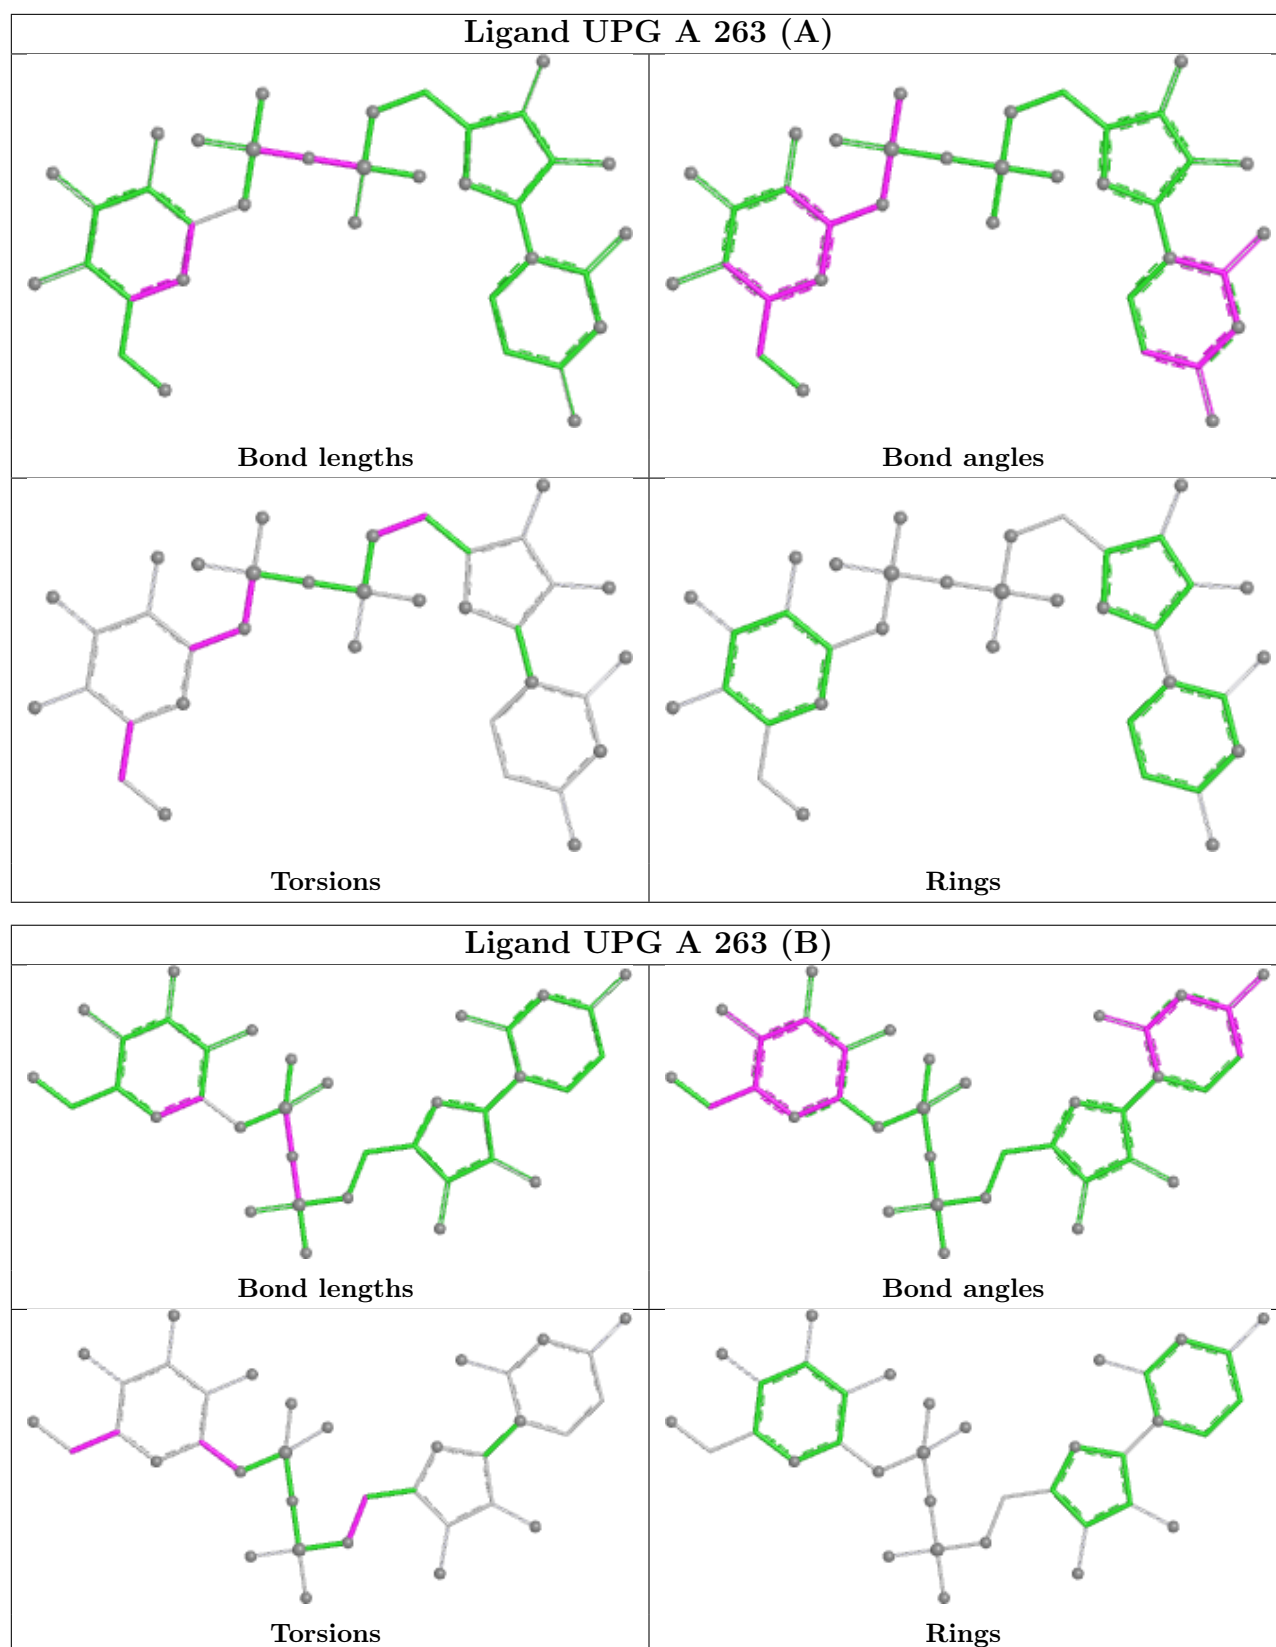 Ligand UPG A 263 (A)
Bond lengths
Bond angles
Torsions
Rings
Ligand UPG A 263 (B)
Bond lengths
Bond angles
Torsions
Rings